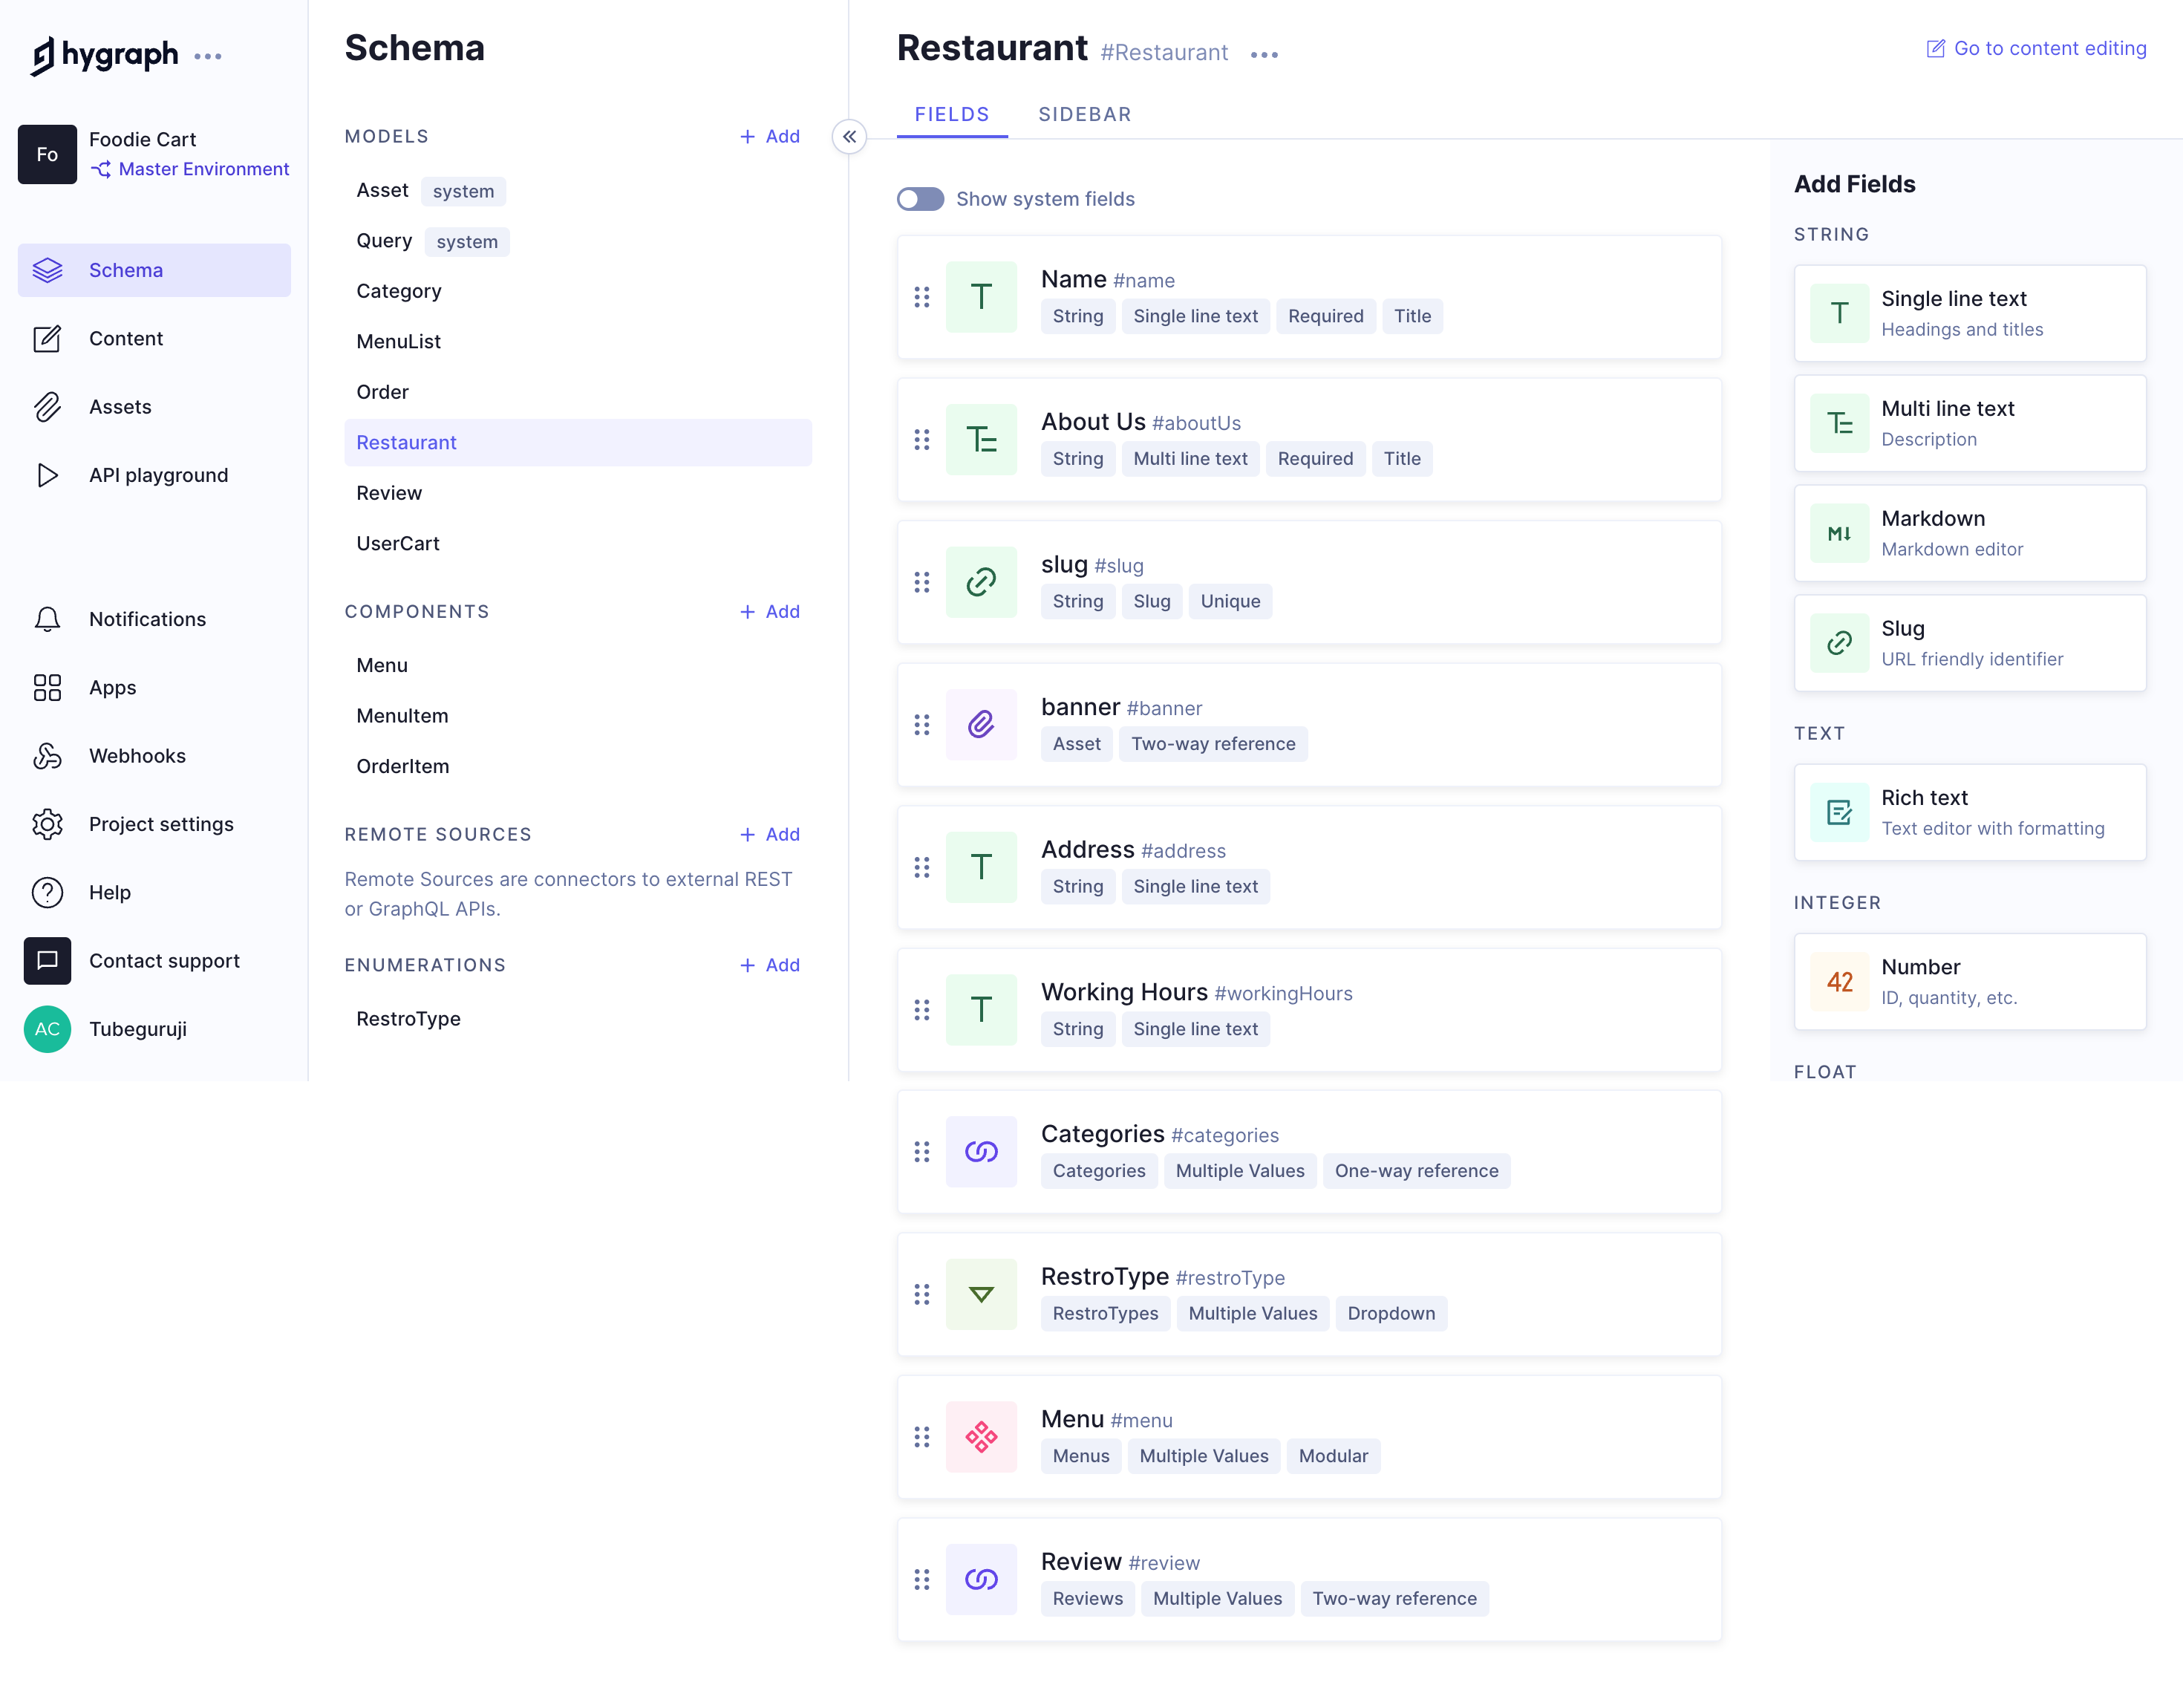 hygraph
Fo
Foodie Cart
Master Environment
Schema
Content
Assets
API playground
Notifications
Apps
Webhooks
Project settings
Help
Contact support
AC
Tubeguruji
Schema
MODELS
Add
Asset system
Query system
Category
MenuList
Order
Restaurant
Review
UserCart
COMPONENTS
Add
Menu
MenuItem
OrderItem
REMOTE SOURCES
Add
Remote Sources are connectors to external REST
or GraphQL APIs.
ENUMERATIONS
Add
RestroType
Restaurant #Restaurant
Go to content editing
FIELDS SIDEBAR
Show system fields
T
Name #name
String Single line text Required Title
T
About Us #aboutUs
String Multi line text Required Title
slug #slug
String Slug Unique
banner #banner
Asset Two-way reference
T
Address #address
String Single line text
T
Working Hours #workingHours
String Single line text
Categories #categories
Categories Multiple Values One-way reference
RestroType #restroType
RestroTypes Multiple Values Dropdown
Menu #menu
Menus Multiple Values Modular
Review #review
Reviews Multiple Values Two-way reference
Add Fields
STRING
T
Single line text
Headings and titles
T
Multi line text
Description
M
Markdown
Markdown editor
Slug
URL friendly identifier
TEXT
Rich text
Text editor with formatting
INTEGER
42
Number
ID, quantity, etc.
FLOAT